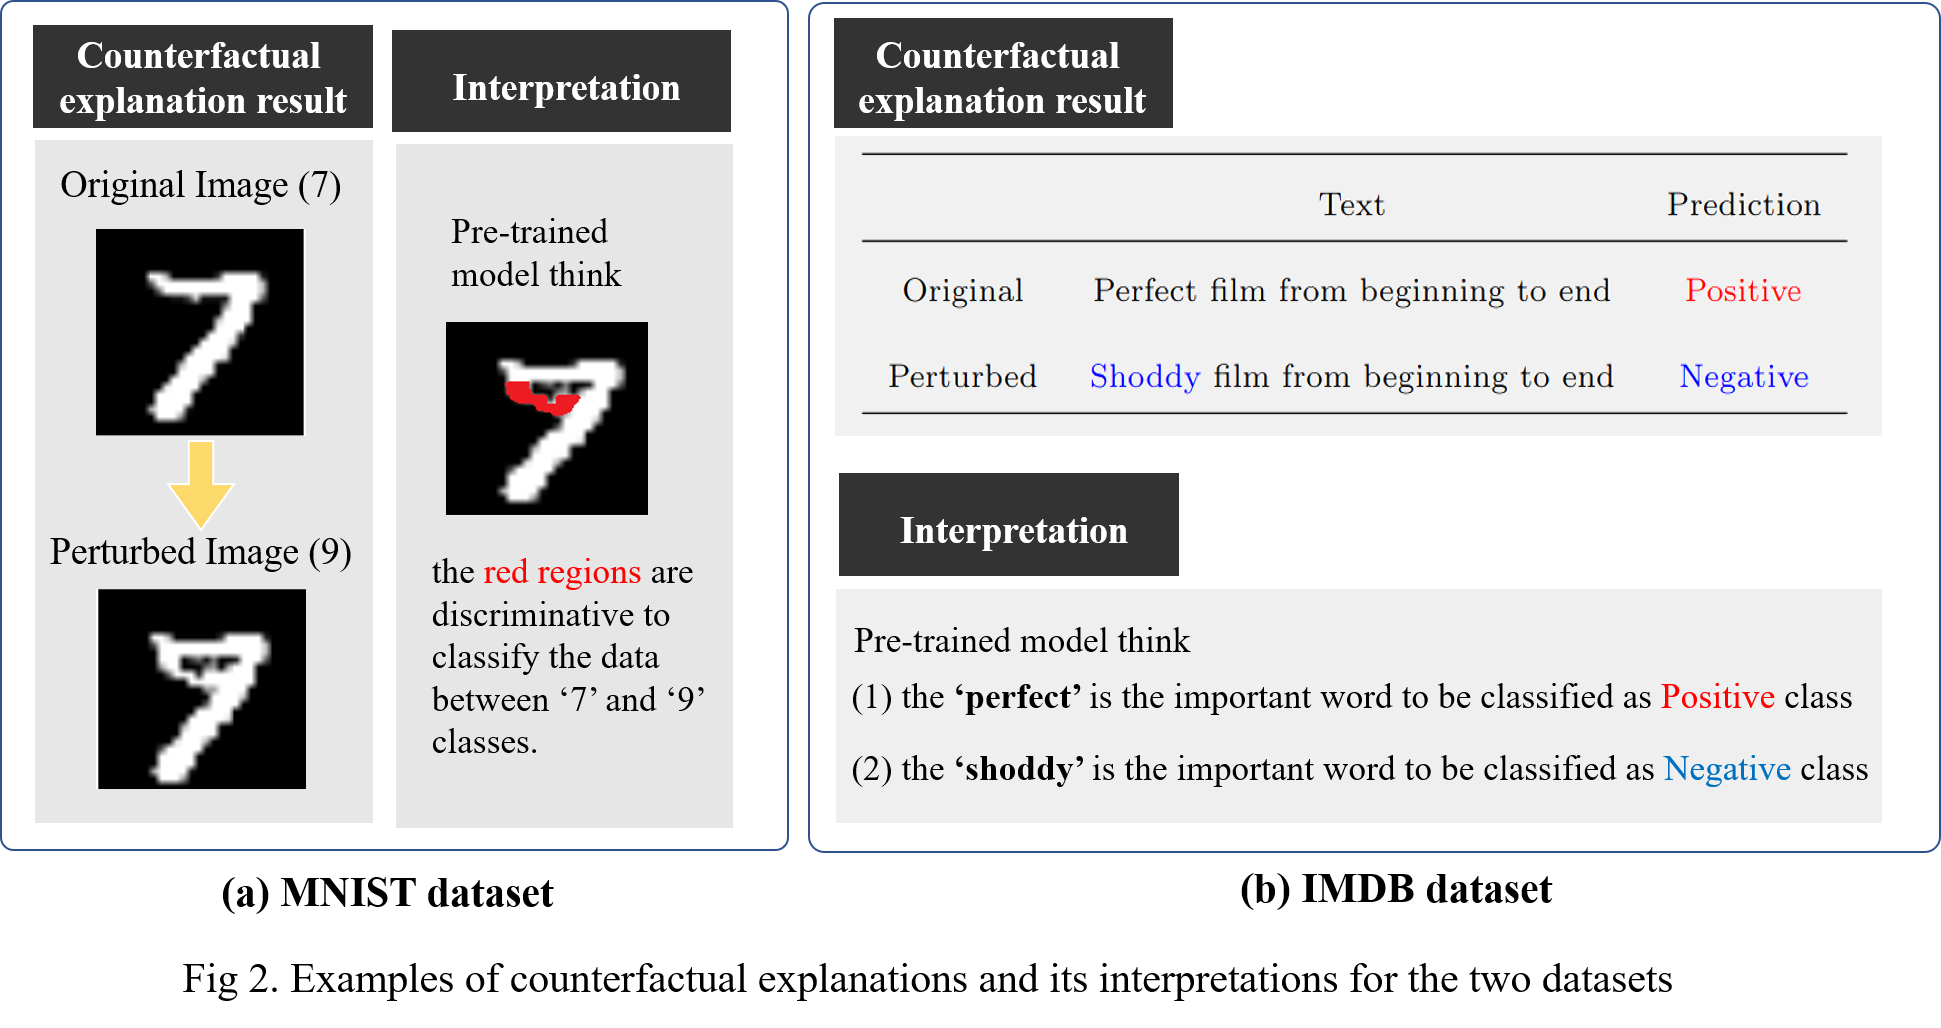 Counterfactual
explanation result
Original Image (7)
Perturbed Image (9)
Interpretation
Pre-trained
model think
the red regions are
discriminative to
classify the data
between ‘7’ and ‘9’
classes.
(a) MNIST dataset
Counterfactual
explanation result
Text Prediction
Original Perfect film from beginning to end Positive
Perturbed Shoddy film from beginning to end Negative
Interpretation
Pre-trained model think
(1) the ‘perfect’ is the important word to be classified as Positive class
(2) the ‘shoddy’ is the important word to be classified as Negative class
(b) IMDB dataset
Fig 2. Examples of counterfactual explanations and its interpretations for the two datasets